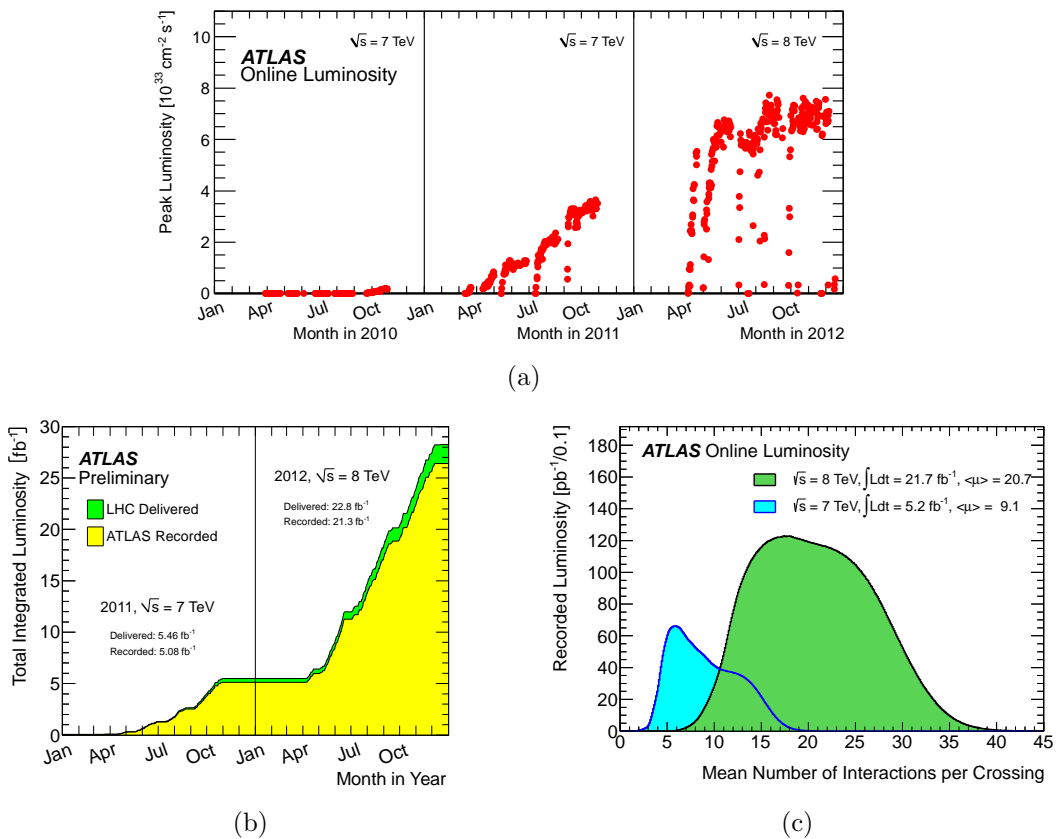 Peak Luminosity [10³³ cm⁻² s⁻¹]
10
8
6
4
2
0
ATLAS
Online Luminosity
√s = 7 TeV
√s = 7 TeV
√s = 8 TeV
Jan Apr Jul Oct Jan Apr Jul Oct Jan Apr Jul Oct
Month in 2010 Month in 2011 Month in 2012
(a)
Total Integrated Luminosity [fb⁻¹]
30
25
20
15
10
5
0
ATLAS
Preliminary
LHC Delivered
ATLAS Recorded
2012, √s = 8 TeV
Delivered: 22.8 fb⁻¹
Recorded: 21.3 fb⁻¹
2011, √s = 7 TeV
Delivered: 5.46 fb⁻¹
Recorded: 5.08 fb⁻¹
Jan Apr Jul Oct Jan Apr Jul Oct
Month in Year
(b)
Recorded Luminosity [pb⁻¹/0.1]
180
160
140
120
100
80
60
40
20
0
ATLAS Online Luminosity
√s = 8 TeV, ∫Ldt = 21.7 fb⁻¹, <μ> = 20.7
√s = 7 TeV, ∫Ldt = 5.2 fb⁻¹, <μ> = 9.1
0 5 10 15 20 25 30 35 40 45
Mean Number of Interactions per Crossing
(c)